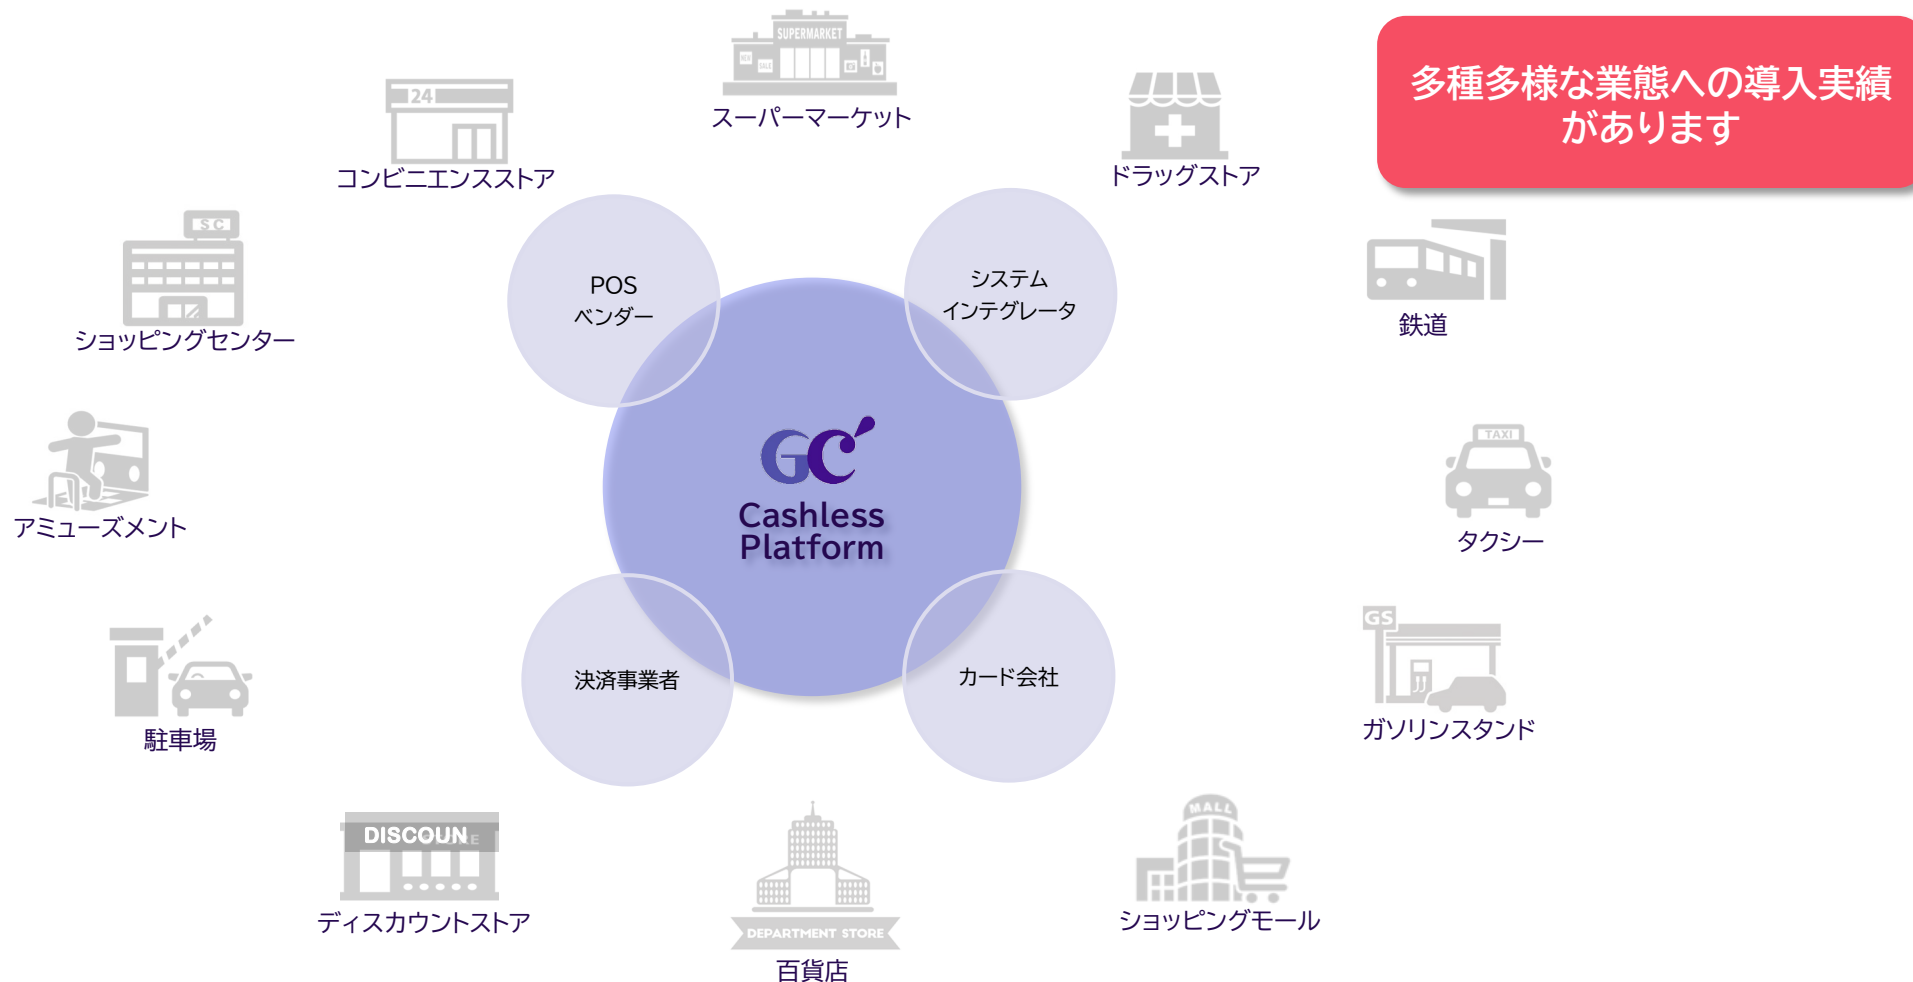 SUPERMARKET
スーパーマーケット
多種多様な業態への導入実績
があります
24
コンビニエンスストア
ドラッグストア
SC
ショッピングセンター
POS
ベンダー
システム
インテグレータ
鉄道
GC
Cashless
Platform
アミューズメント
TAXI
タクシー
決済事業者
カード会社
駐車場
GS
ガソリンスタンド
DISCOUN
ディスカウントストア
DEPARTMENT STORE
百貨店
MALL
ショッピングモール